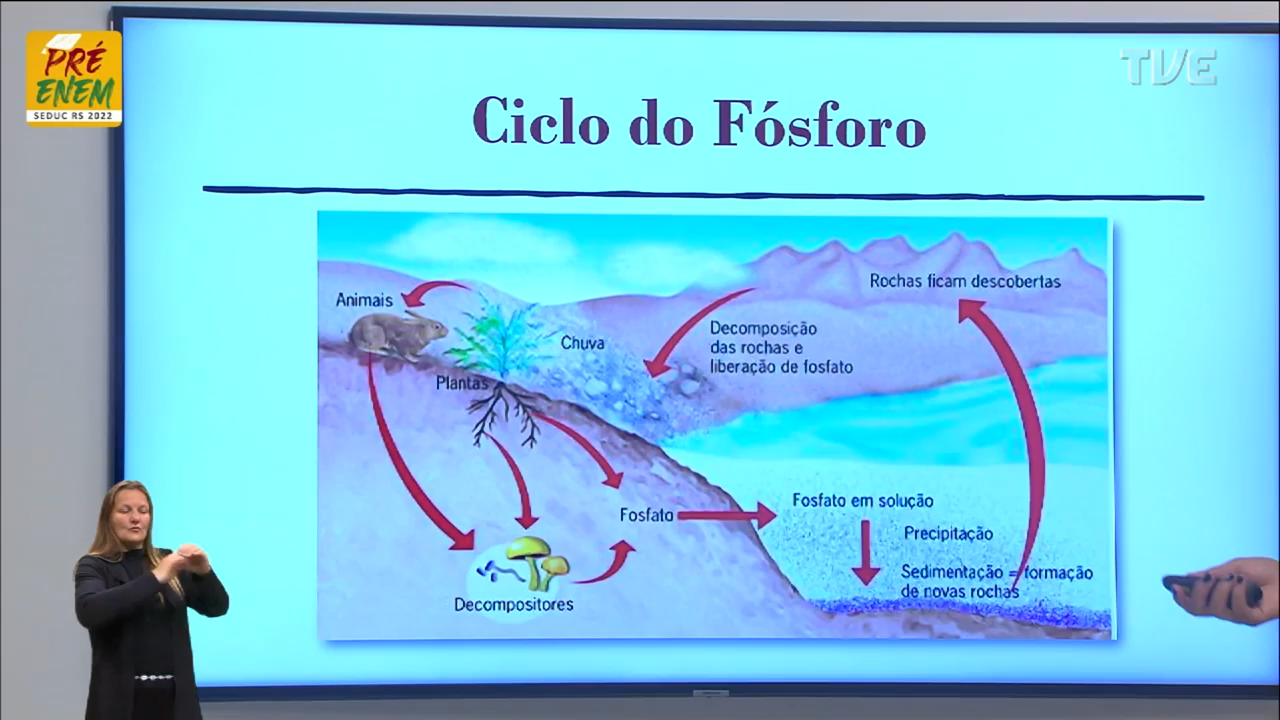 PRÉ
ENEM
SEDUC RS 2022
TVE
Ciclo do Fósforo
Rochas ficam descobertas
Animais
Decomposição
das rochas e
liberação de fosfato
Chuva
Plantas
Fosfato em solução
Fosfato
Precipitação
Sedimentação = formação
de novas rochas
Decompositores